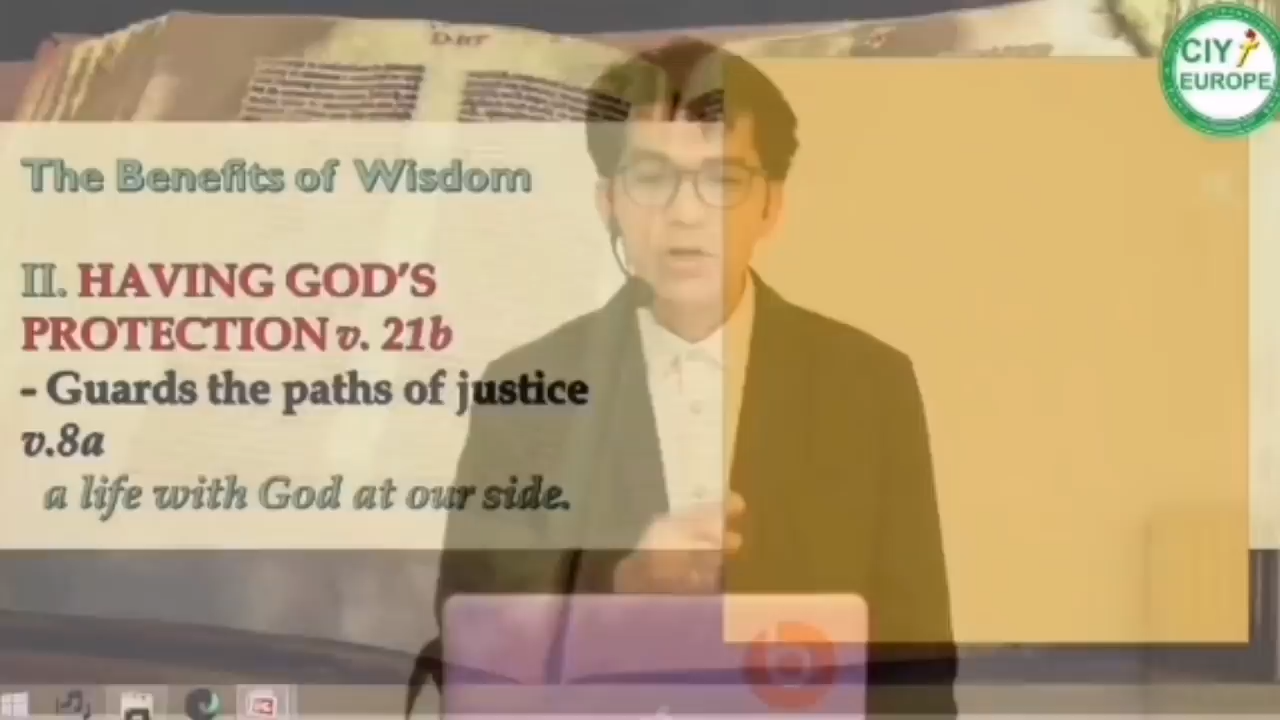 CIY
EUROPE
The Benefits of Wisdom
II. HAVING GOD'S
PROTECTION v. 21b
- Guards the paths of justice
v.8a
a life with God at our side.